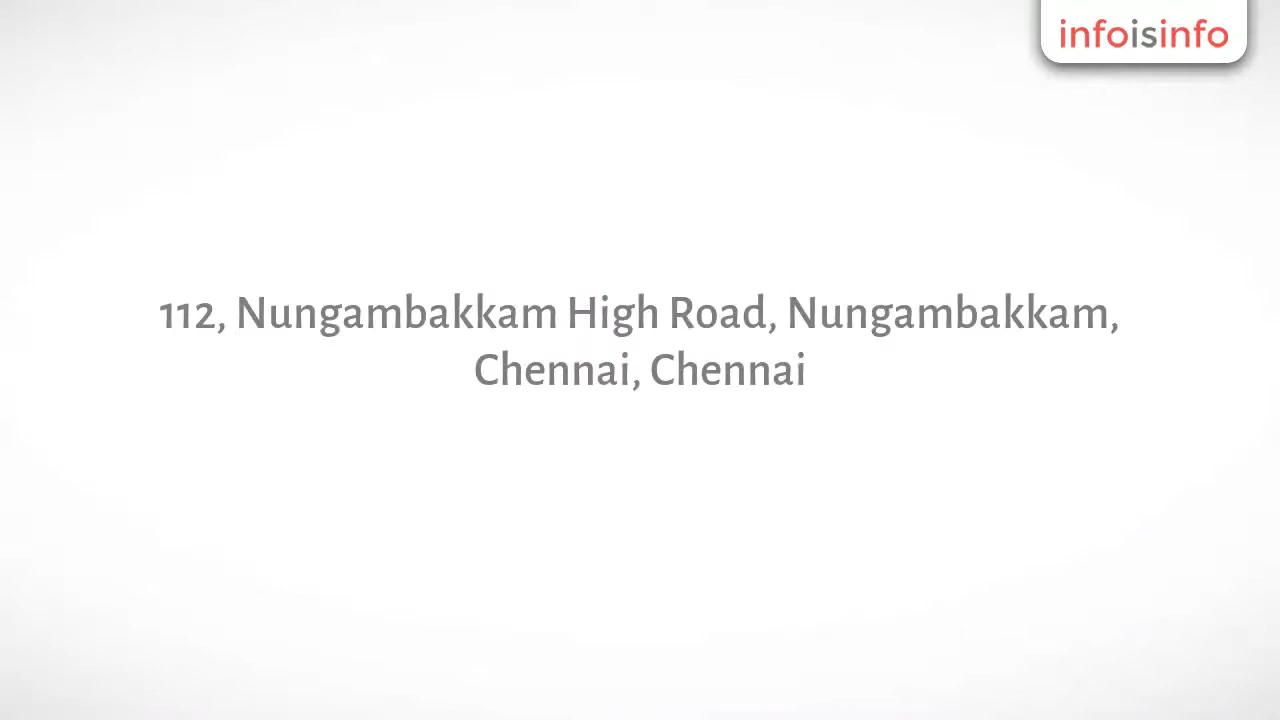 infoisinfo
112, Nungambakkam High Road, Nungambakkam,
Chennai, Chennai